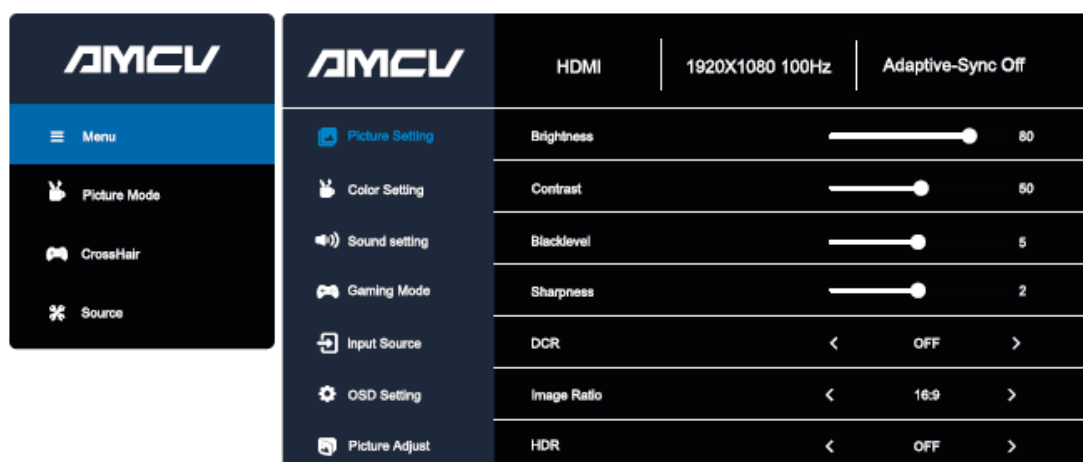 AMCV
Menu
Picture Mode
CrossHair
Source
AMCV
HDMI 1920X1080 100Hz Adaptive-Sync Off
Picture Setting
Color Setting
Sound setting
Gaming Mode
Input Source
OSD Setting
Picture Adjust
Brightness 80
Contrast 50
Blacklevel 5
Sharpness 2
DCR < OFF >
Image Ratio < 16:9 >
HDR < OFF >